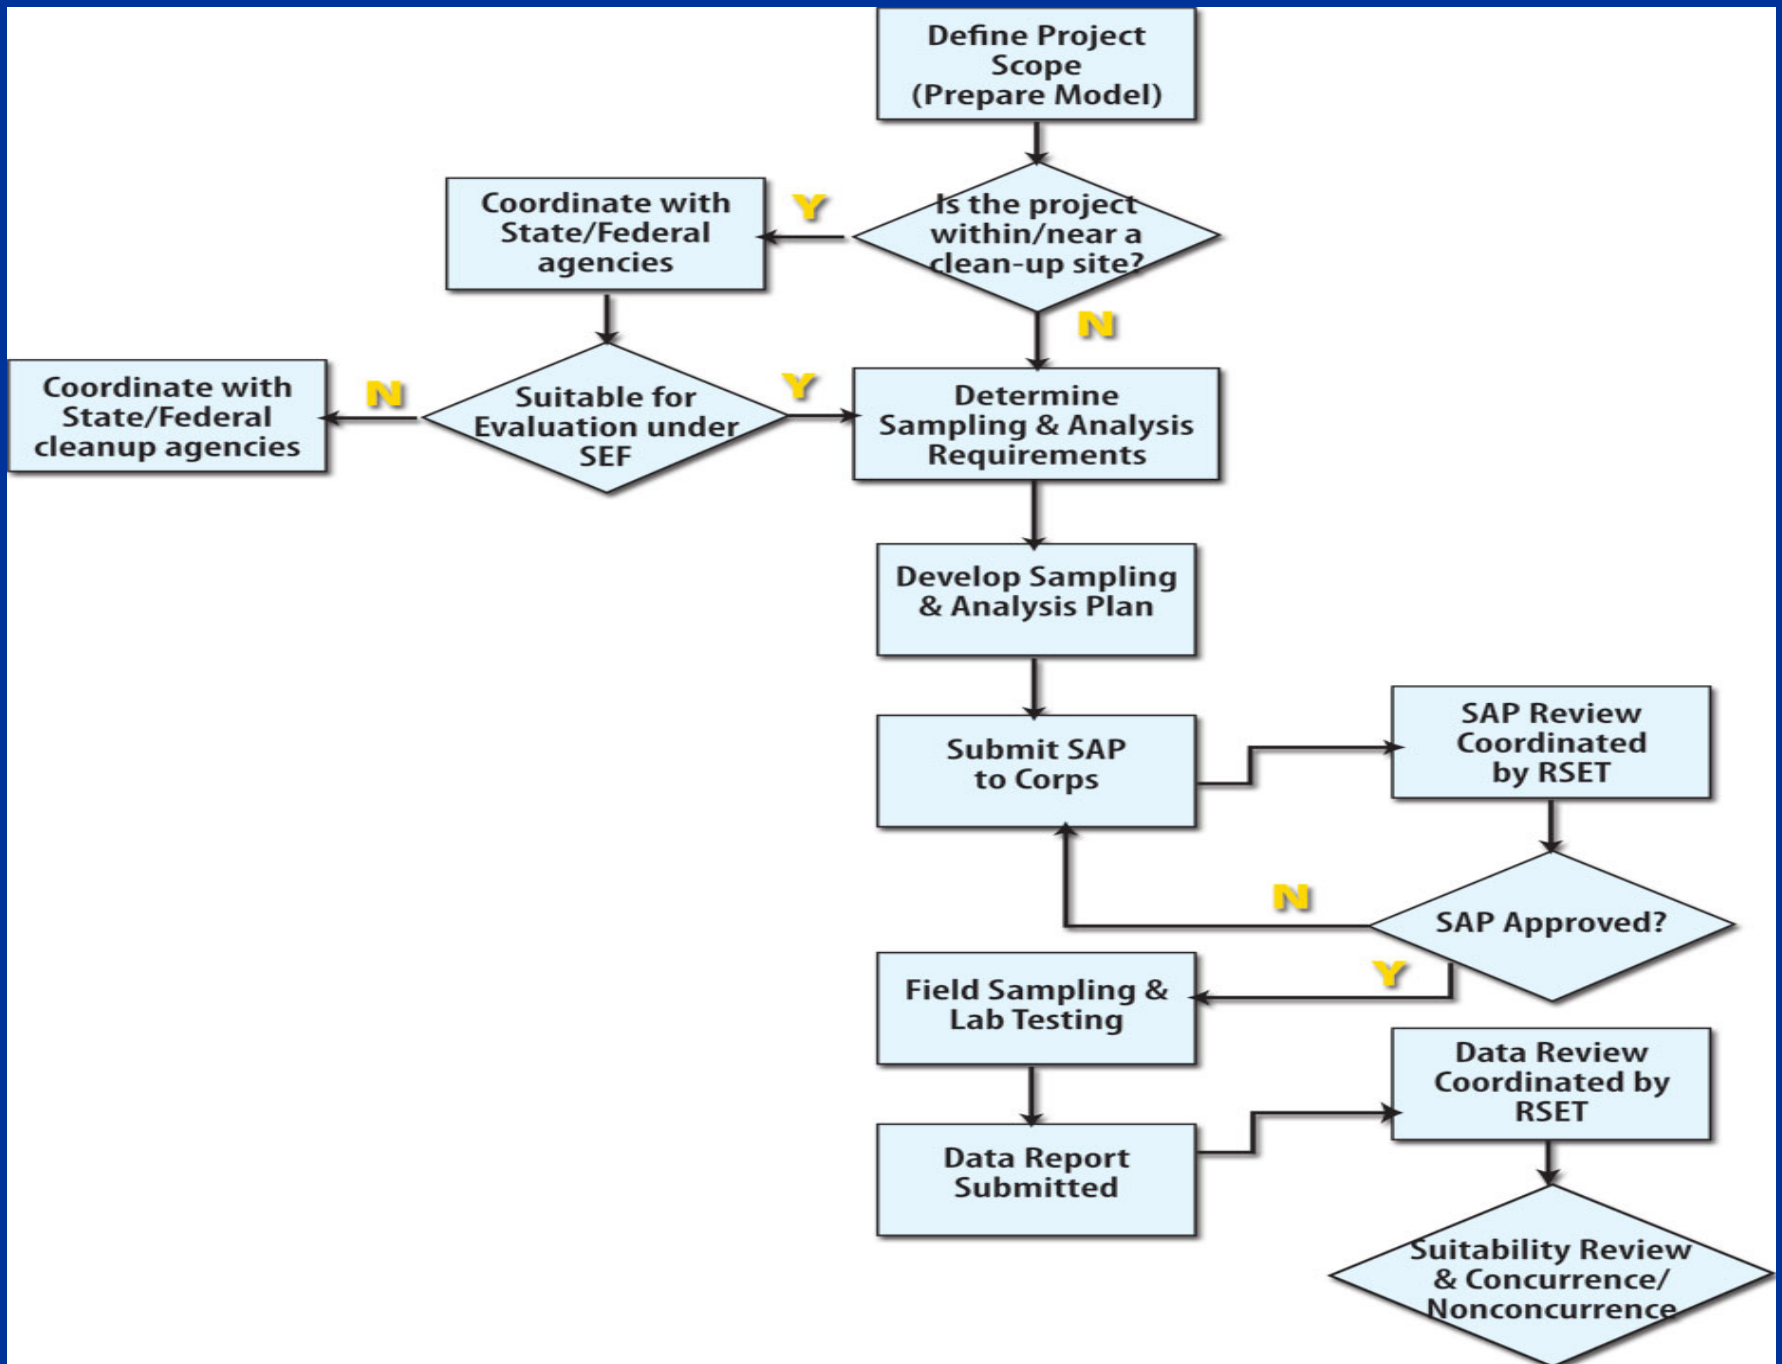 Define Project
Scope
(Prepare Model)
Is the project
within/near a
clean-up site?
Y
Coordinate with
State/Federal
agencies
N
Suitable for
Evaluation under
SEF
N
Coordinate with
State/Federal
cleanup agencies
Y
Determine
Sampling & Analysis
Requirements
Develop Sampling
& Analysis Plan
Submit SAP
to Corps
SAP Review
Coordinated
by RSET
SAP Approved?
N
Y
Field Sampling &
Lab Testing
Data Report
Submitted
Data Review
Coordinated by
RSET
Suitability Review
& Concurrence/
Nonconcurrence